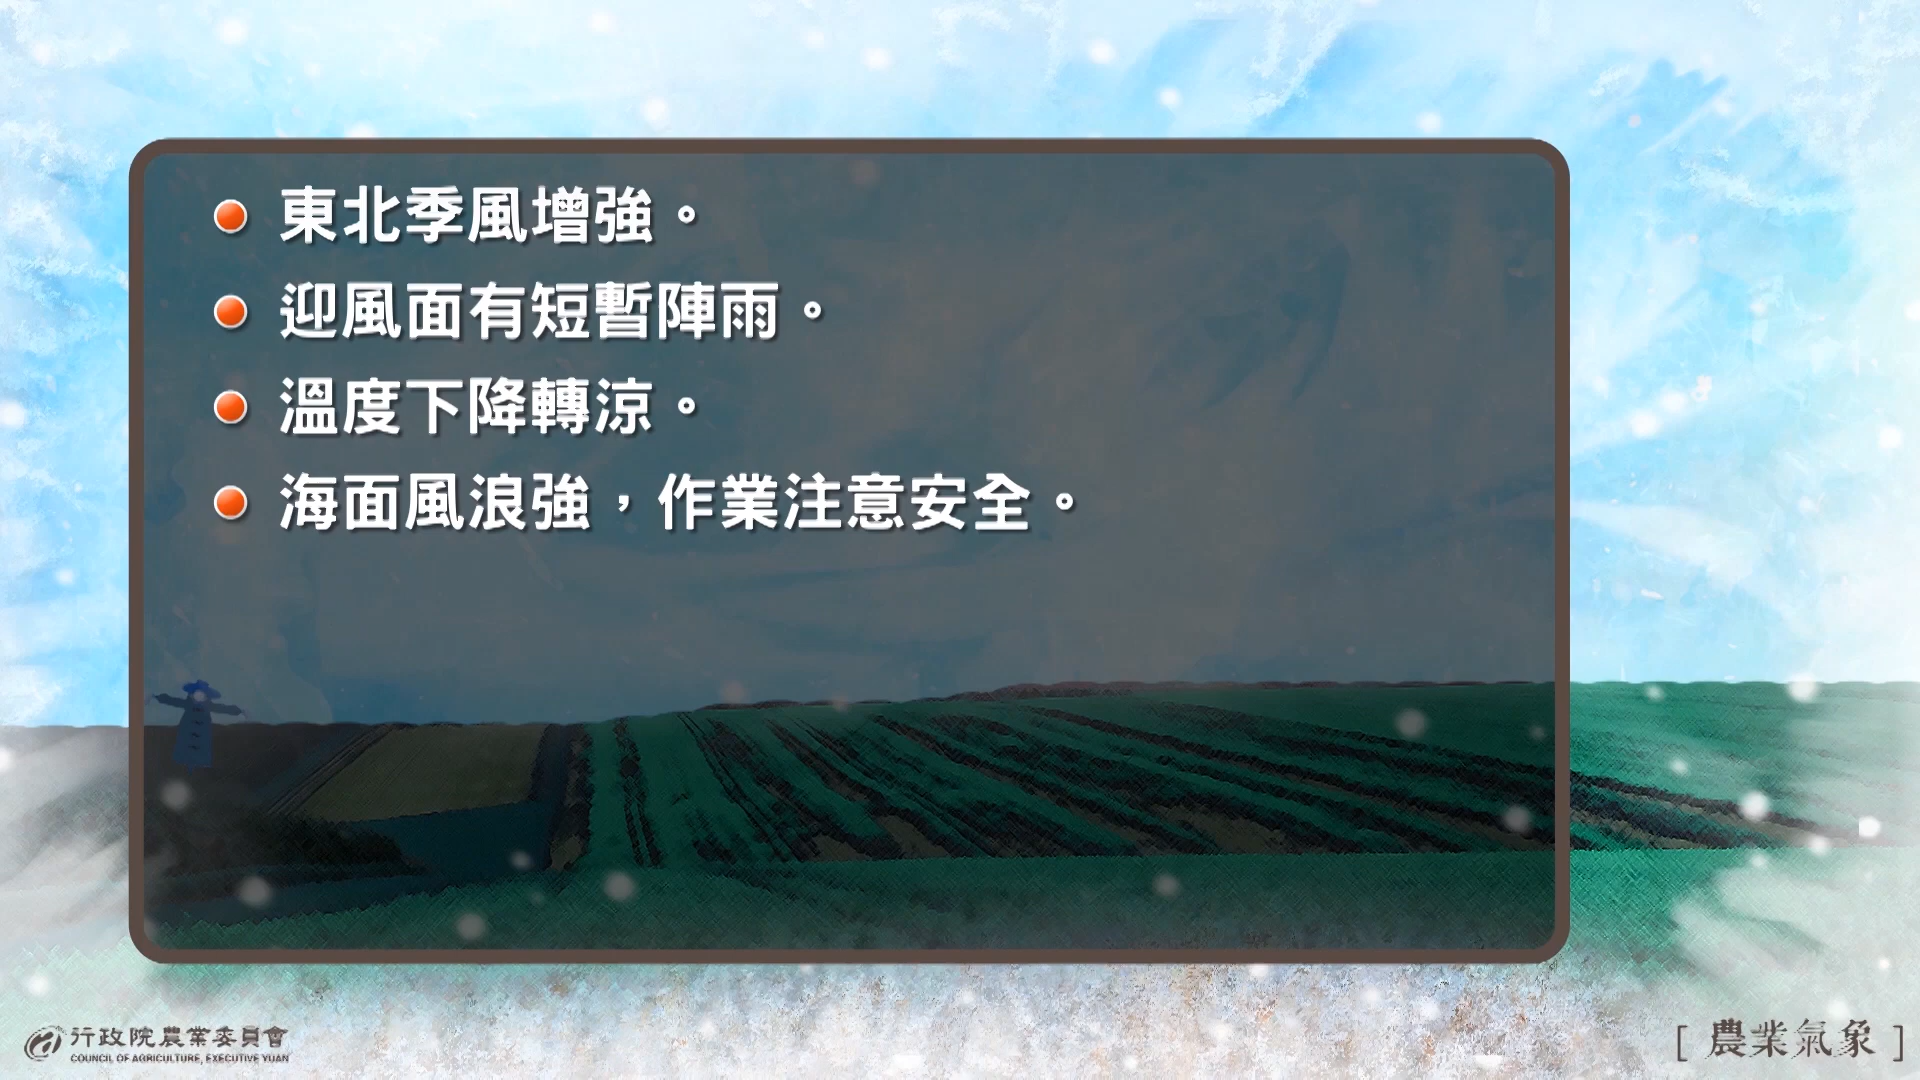 東北季風增強。
迎風面有短暫陣雨。
溫度下降轉涼。
海面風浪強，作業注意安全。
行政院農業委員會
COUNCIL OF AGRICULTURE, EXECUTIVE YUAN
[ 農業氣象 ]